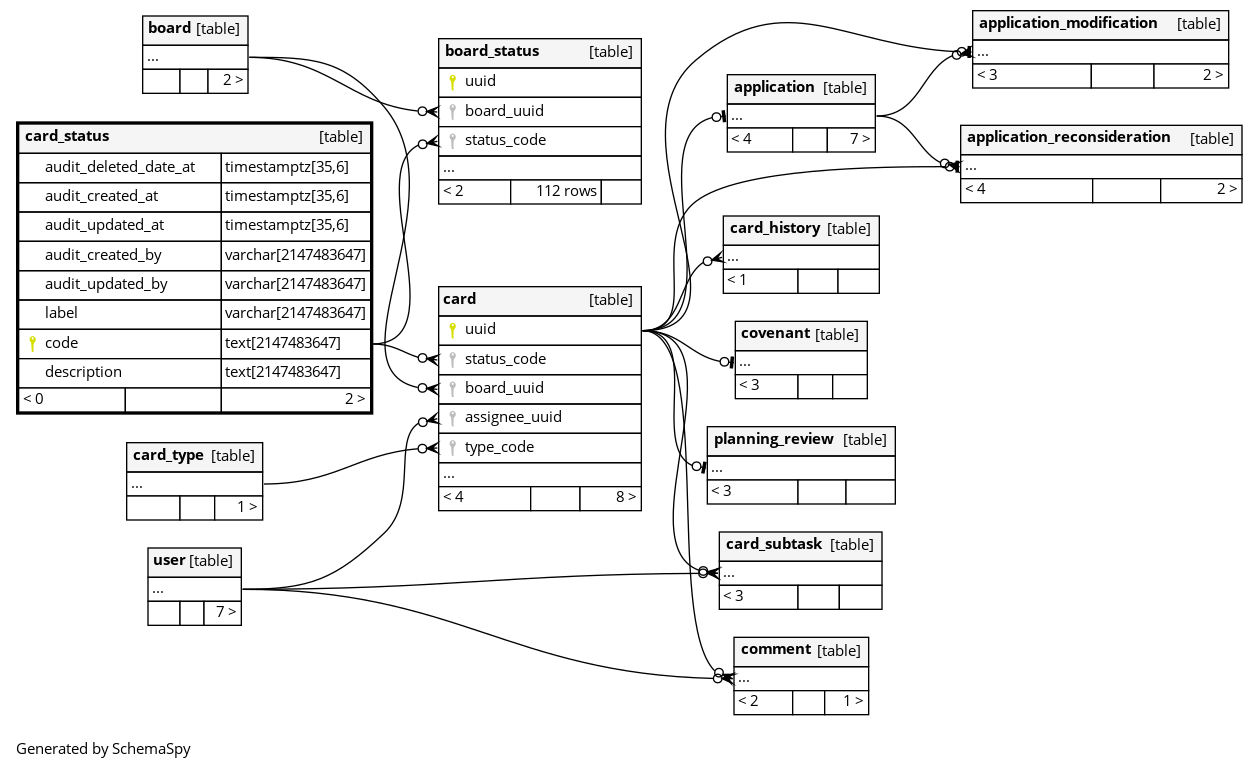 board [table]
...
2 >
card_status [table]
audit_deleted_date_at timestamptz[35,6]
audit_created_at timestamptz[35,6]
audit_updated_at timestamptz[35,6]
audit_created_by varchar[2147483647]
audit_updated_by varchar[2147483647]
label varchar[2147483647]
code text[2147483647]
description text[2147483647]
< 0 2 >
card_type [table]
...
1 >
user [table]
...
7 >
board_status [table]
uuid
board_uuid
status_code
...
< 2 112 rows
card [table]
uuid
status_code
board_uuid
assignee_uuid
type_code
...
< 4 8 >
application [table]
...
< 4 7 >
card_history [table]
...
< 1
covenant [table]
...
< 3
planning_review [table]
...
< 3
card_subtask [table]
...
< 3
comment [table]
...
< 2 1 >
application_modification [table]
...
< 3 2 >
application_reconsideration [table]
...
< 4 2 >
Generated by SchemaSpy